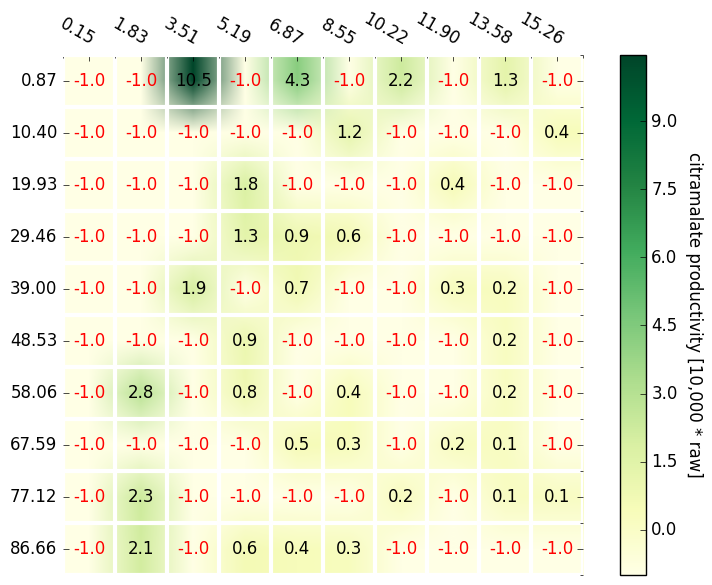 0.15 1.83 3.51 5.19 6.87 8.55 10.22 11.90 13.58 15.26
0.87 -1.0 -1.0 10.5 -1.0 4.3 -1.0 2.2 -1.0 1.3 -1.0
10.40 -1.0 -1.0 -1.0 -1.0 -1.0 1.2 -1.0 -1.0 -1.0 0.4
19.93 -1.0 -1.0 -1.0 1.8 -1.0 -1.0 -1.0 0.4 -1.0 -1.0
29.46 -1.0 -1.0 -1.0 1.3 0.9 0.6 -1.0 -1.0 -1.0 -1.0
39.00 -1.0 -1.0 1.9 -1.0 0.7 -1.0 -1.0 0.3 0.2 -1.0
48.53 -1.0 -1.0 -1.0 0.9 -1.0 -1.0 -1.0 -1.0 0.2 -1.0
58.06 -1.0 2.8 -1.0 0.8 -1.0 0.4 -1.0 -1.0 0.2 -1.0
67.59 -1.0 -1.0 -1.0 -1.0 0.5 0.3 -1.0 0.2 0.1 -1.0
77.12 -1.0 2.3 -1.0 -1.0 -1.0 -1.0 0.2 -1.0 0.1 0.1
86.66 -1.0 2.1 -1.0 0.6 0.4 0.3 -1.0 -1.0 -1.0 -1.0
9.0
7.5
6.0
4.5
3.0
1.5
0.0
citramalate productivity [10,000 * raw]